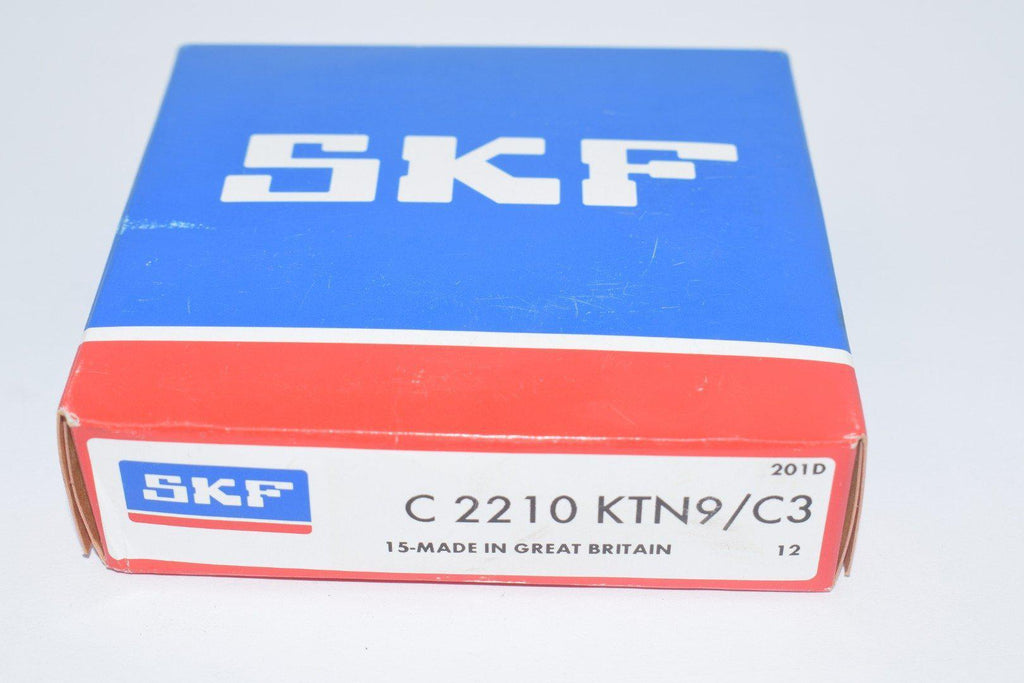 SKF
201D
SKF
C 2210 KTN9/C3
15-MADE IN GREAT BRITAIN 12